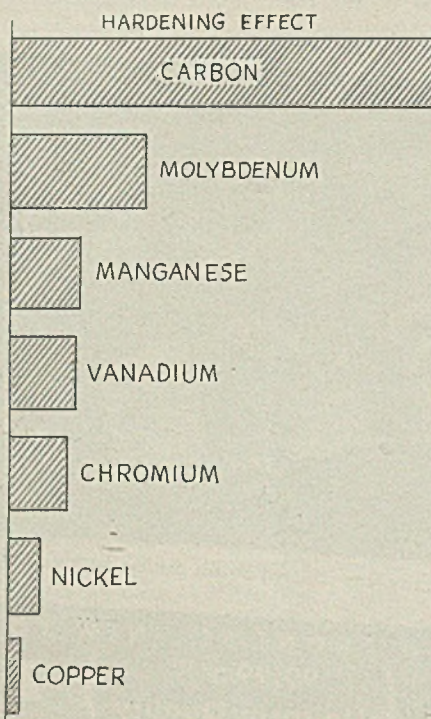 HARDENING EFFECT
CARBON
MOLYBDENUM
MANGANESE
VANADIUM
CHROMIUM
NICKEL
COPPER